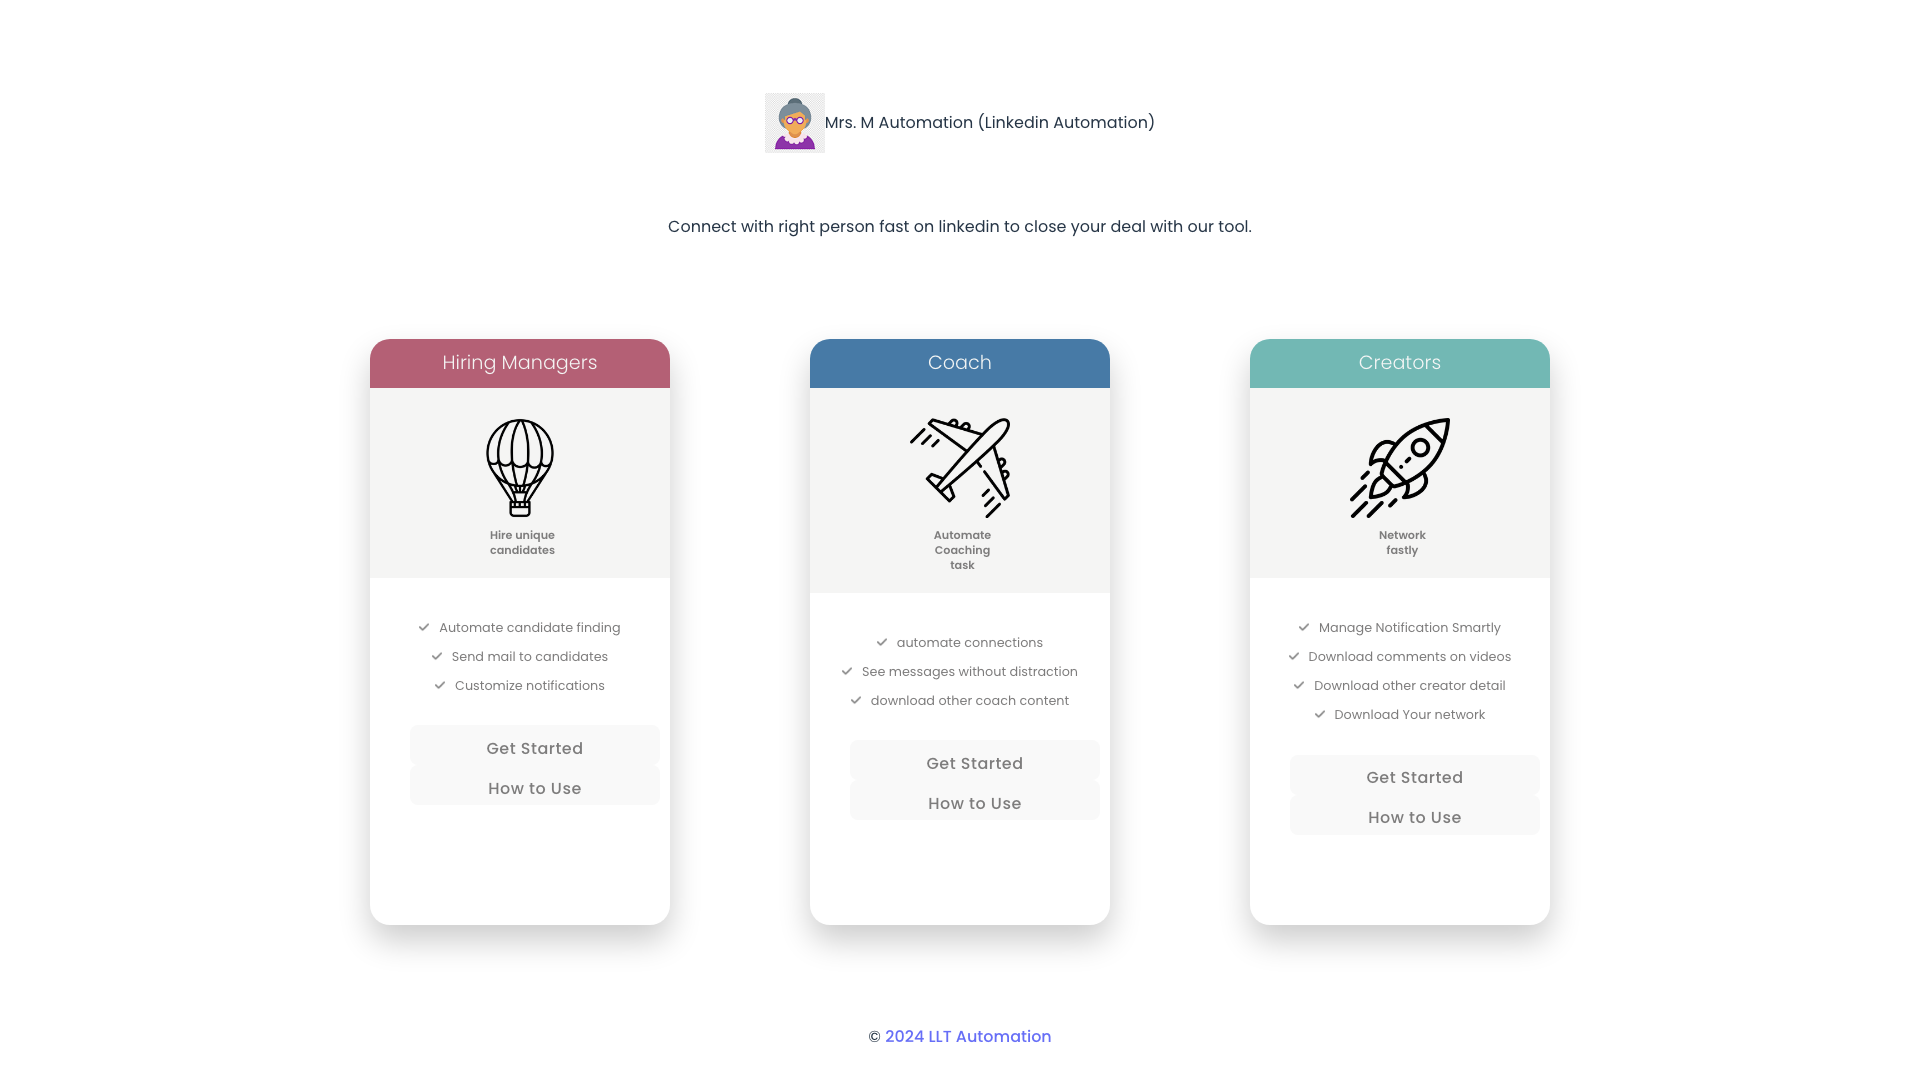 Mrs. M Automation (Linkedin Automation)
Connect with right person fast on linkedin to close your deal with our tool.
Hiring Managers
Hire unique
candidates
Automate candidate finding
Send mail to candidates
Customize notifications
Get Started
How to Use
Coach
Automate
Coaching
task
automate connections
See messages without distraction
download other coach content
Get Started
How to Use
Creators
Network
fastly
Manage Notification Smartly
Download comments on videos
Download other creator detail
Download Your network
Get Started
How to Use
© 2024 LLT Automation